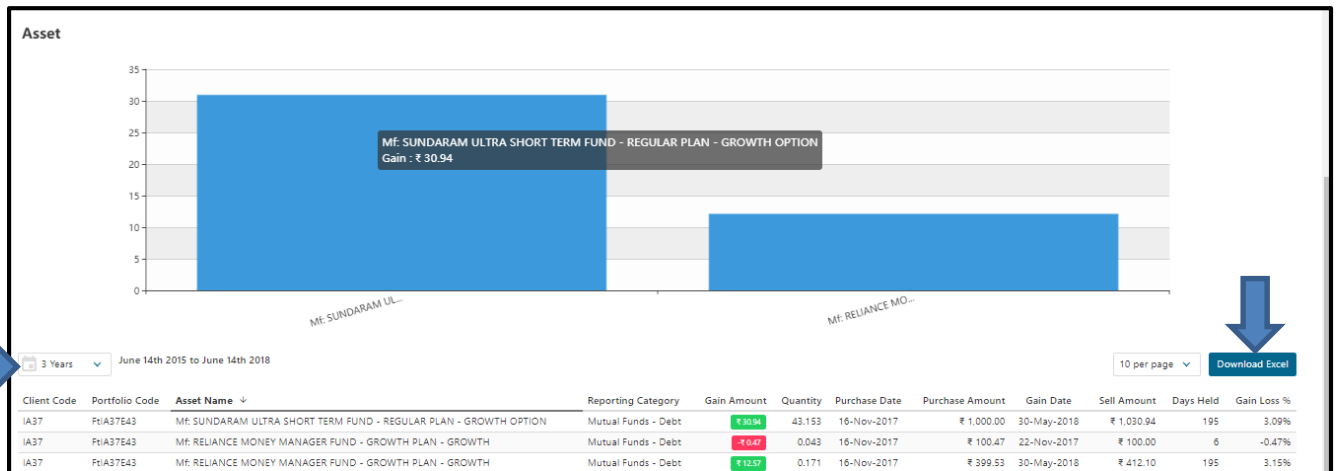 Asset
35
30
25
20
15
10
5
0
Mf: SUNDARAM ULTRA SHORT TERM FUND - REGULAR PLAN - GROWTH OPTION
Gain : ₹ 30.94
Mf: SUNDARAM UL...
Mf: RELIANCE MO...
3 Years June 14th 2015 to June 14th 2018 10 per page Download Excel
Client Code Portfolio Code Asset Name Reporting Category Gain Amount Quantity Purchase Date Purchase Amount Gain Date Sell Amount Days Held Gain Loss %
IA37 FtIA37E43 Mf: SUNDARAM ULTRA SHORT TERM FUND - REGULAR PLAN - GROWTH OPTION Mutual Funds - Debt ₹ 30.94 43.153 16-Nov-2017 ₹ 1,000.00 30-May-2018 ₹ 1,030.94 195 3.09%
IA37 FtIA37E43 Mf: RELIANCE MONEY MANAGER FUND - GROWTH PLAN - GROWTH Mutual Funds - Debt -₹ 0.47 0.043 16-Nov-2017 ₹ 100.47 22-Nov-2017 ₹ 100.00 6 -0.47%
IA37 FtIA37E43 Mf: RELIANCE MONEY MANAGER FUND - GROWTH PLAN - GROWTH Mutual Funds - Debt ₹ 12.57 0.171 16-Nov-2017 ₹ 399.53 30-May-2018 ₹ 412.10 195 3.15%